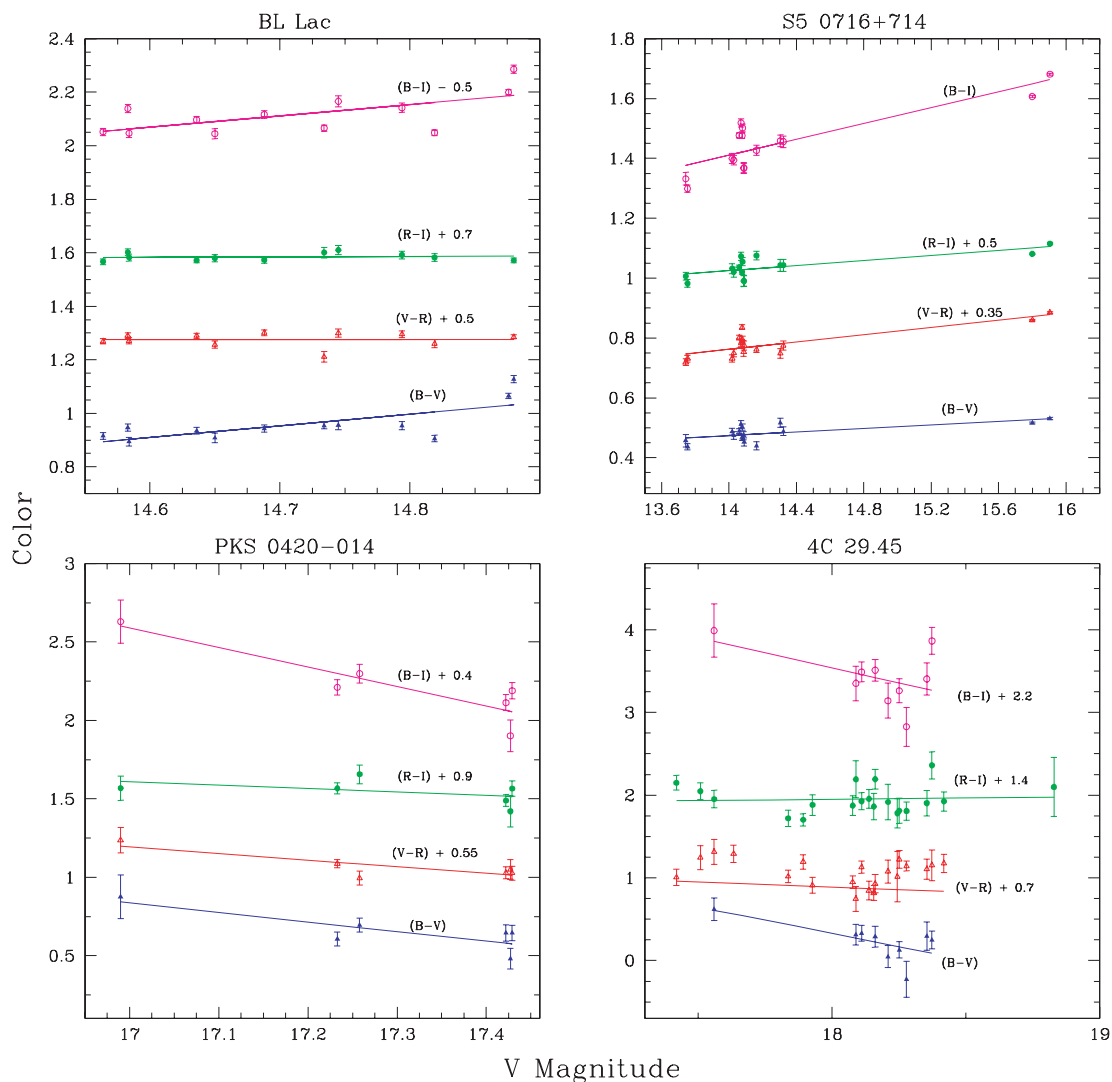 BL Lac
S5 0716+714
2.4
2.2
2
1.8
1.6
1.4
1.2
1
0.8
(B-I) - 0.5
(R-I) + 0.7
(V-R) + 0.5
(B-V)
14.6
14.7
14.8
1.8
1.6
1.4
1.2
1
0.8
0.6
0.4
(B-I)
(R-I) + 0.5
(V-R) + 0.35
(B-V)
13.6
14
14.4
14.8
15.2
15.6
16
Color
PKS 0420-014
4C 29.45
3
2.5
2
1.5
1
0.5
(B-I) + 0.4
(R-I) + 0.9
(V-R) + 0.55
(B-V)
17
17.1
17.2
17.3
17.4
4
3
2
1
0
(B-I) + 2.2
(R-I) + 1.4
(V-R) + 0.7
(B-V)
18
19
V Magnitude